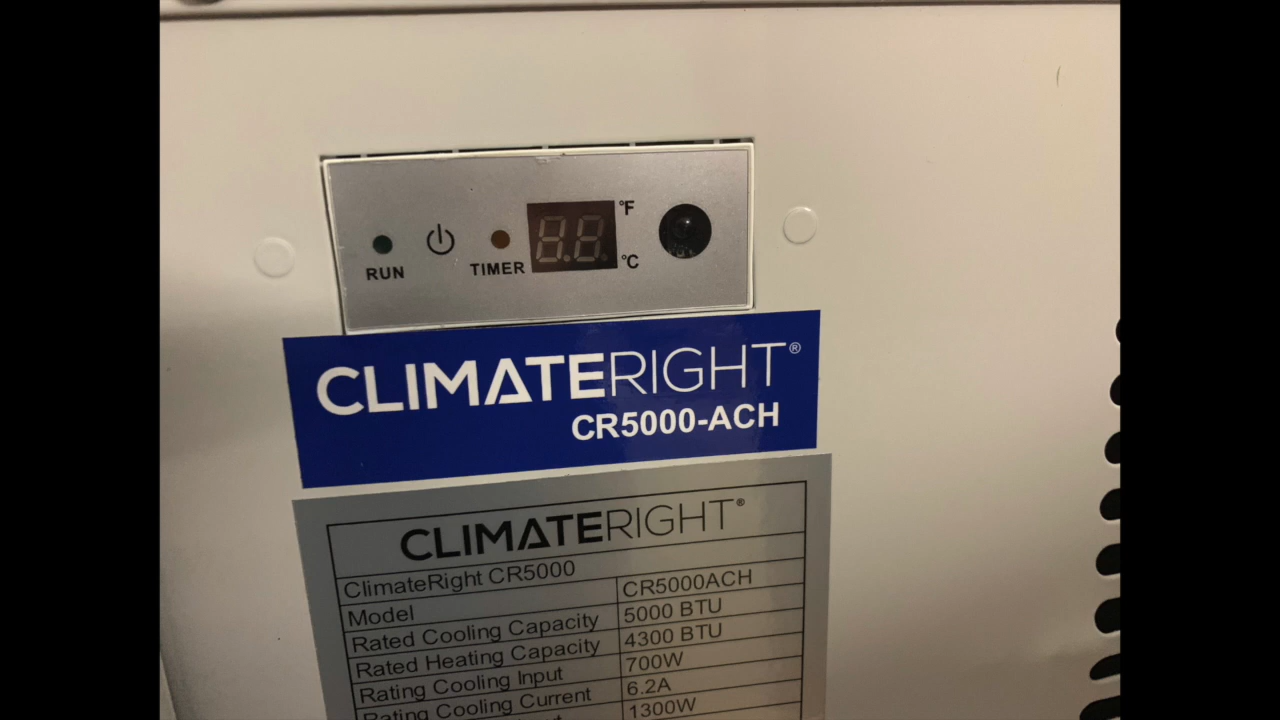 °F
RUN TIMER °C
CLIMATERIGHT®
CR5000-ACH
CLIMATERIGHT®
ClimateRight CR5000
Model CR5000ACH
Rated Cooling Capacity 5000 BTU
Rated Heating Capacity 4300 BTU
Rating Cooling Input 700W
Rating Cooling Current 6.2A
1300W